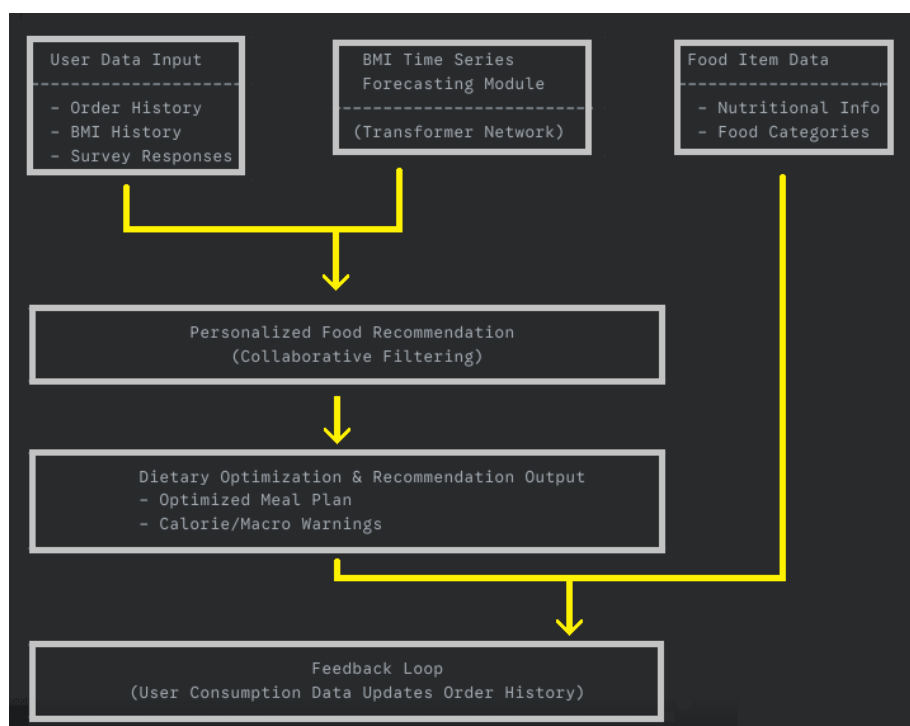 User Data Input
- Order History
- BMI History
- Survey Responses
BMI Time Series
Forecasting Module
(Transformer Network)
Food Item Data
- Nutritional Info
- Food Categories
Personalized Food Recommendation
(Collaborative Filtering)
Dietary Optimization & Recommendation Output
- Optimized Meal Plan
- Calorie/Macro Warnings
Feedback Loop
(User Consumption Data Updates Order History)